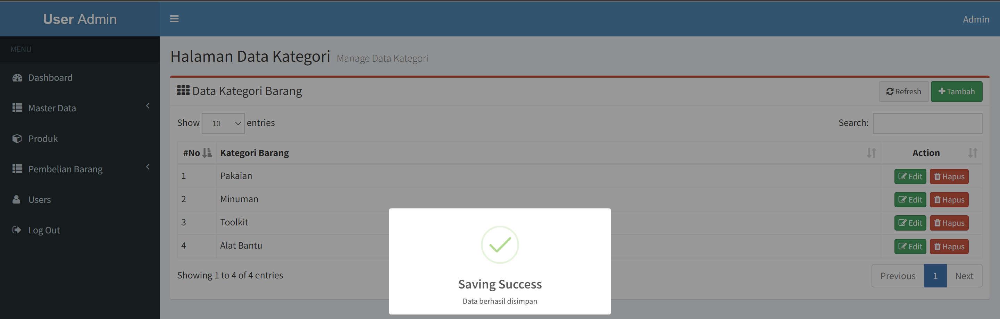 User Admin
Admin
MENU
Dashboard
Master Data
Produk
Pembelian Barang
Users
Log Out
Halaman Data Kategori Manage Data Kategori
Data Kategori Barang
Refresh Tambah
Show 10 entries
Search:
#No Kategori Barang Action
1 Pakaian Edit Hapus
2 Minuman Edit Hapus
3 Toolkit Edit Hapus
4 Alat Bantu Edit Hapus
Showing 1 to 4 of 4 entries
Previous 1 Next
Saving Success
Data berhasil disimpan